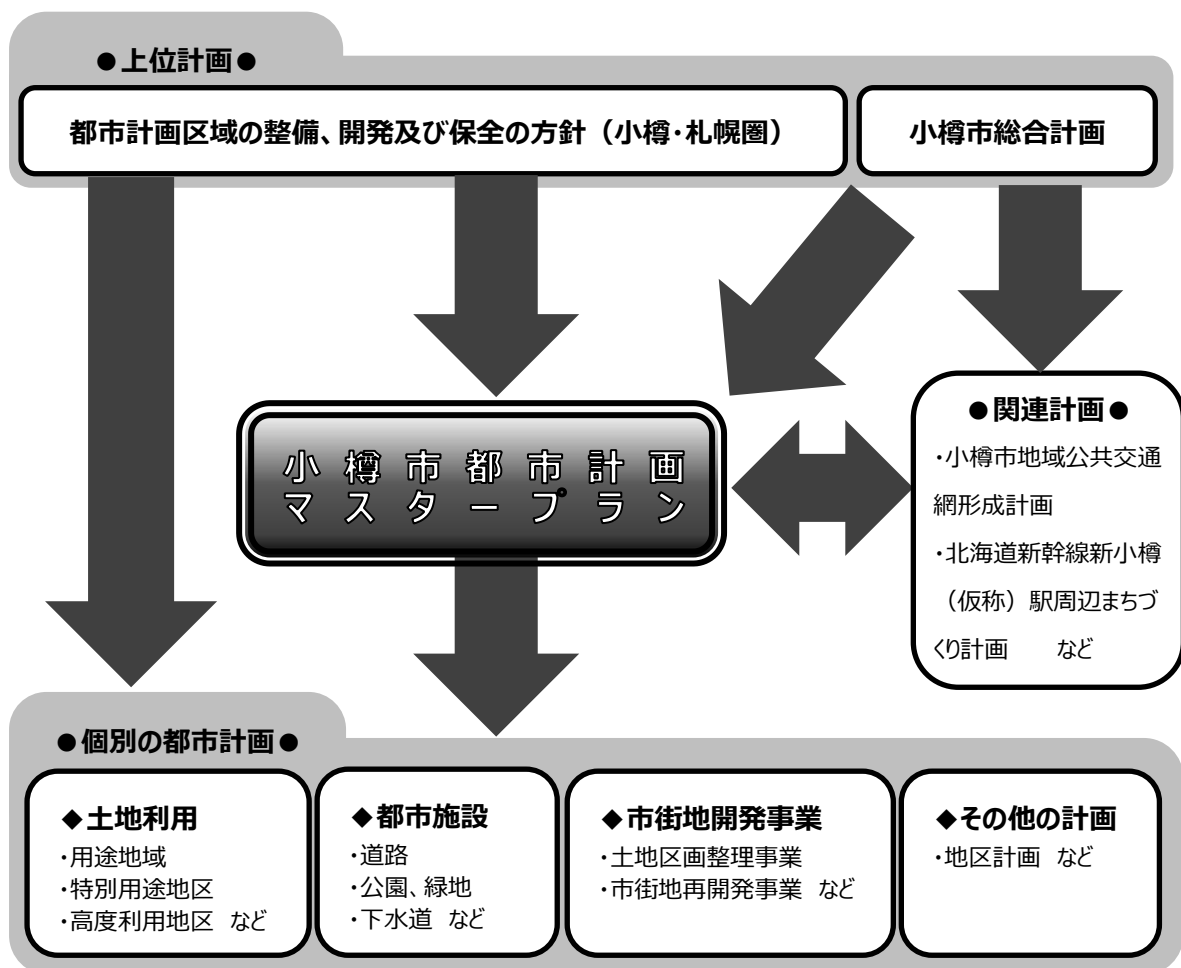 ●上位計画●
都市計画区域の整備、開発及び保全の方針（小樽・札幌圏）
小樽市総合計画
小樽市都市計画
マスタープラン
●関連計画●
・小樽市地域公共交通
網形成計画
・北海道新幹線新小樽
（仮称）駅周辺まちづ
くり計画　など
●個別の都市計画●
◆土地利用
・用途地域
・特別用途地区
・高度利用地区　など
◆都市施設
・道路
・公園、緑地
・下水道　など
◆市街地開発事業
・土地区画整理事業
・市街地再開発事業　など
◆その他の計画
・地区計画　など